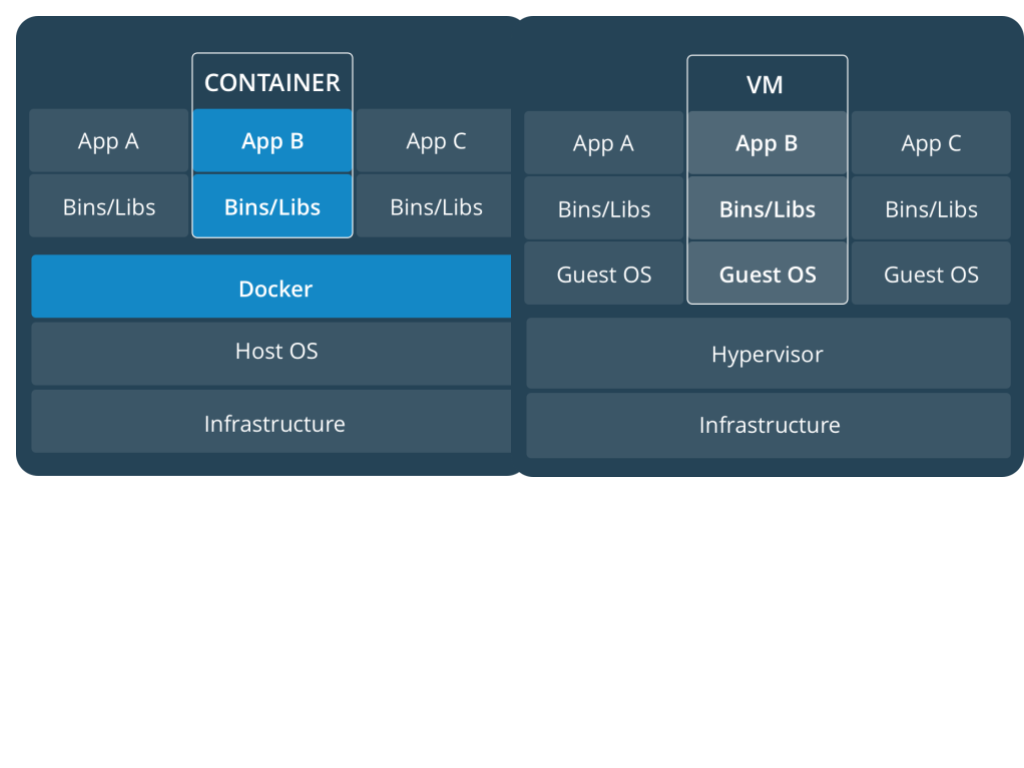 CONTAINER
App A
App B
App C
Bins/Libs
Bins/Libs
Bins/Libs
Docker
Host OS
Infrastructure
VM
App A
App B
App C
Bins/Libs
Bins/Libs
Bins/Libs
Guest OS
Guest OS
Guest OS
Hypervisor
Infrastructure